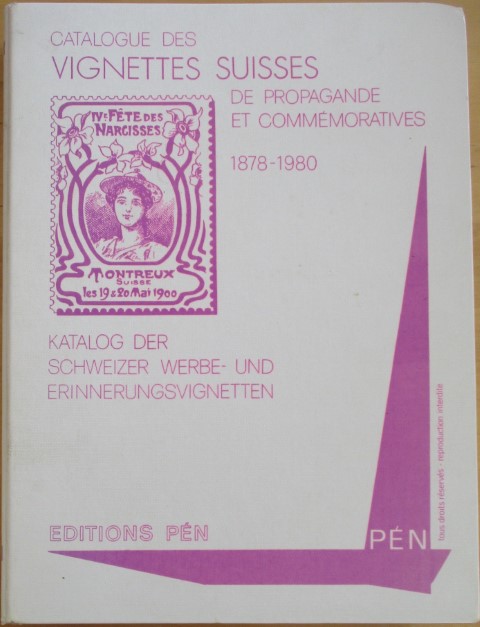 CATALOGUE DES
VIGNETTES SUISSES
DE PROPAGANDE
ET COMMÉMORATIVES
1878-1980
IVe FÊTE DES
NARCISSES
MONTREUX
SUISSE
les 19 & 20 Mai 1900
KATALOG DER
SCHWEIZER WERBE- UND
ERINNERUNGSVIGNETTEN
EDITIONS PÉN
PÉN
tous droits réservés - reproduction interdite